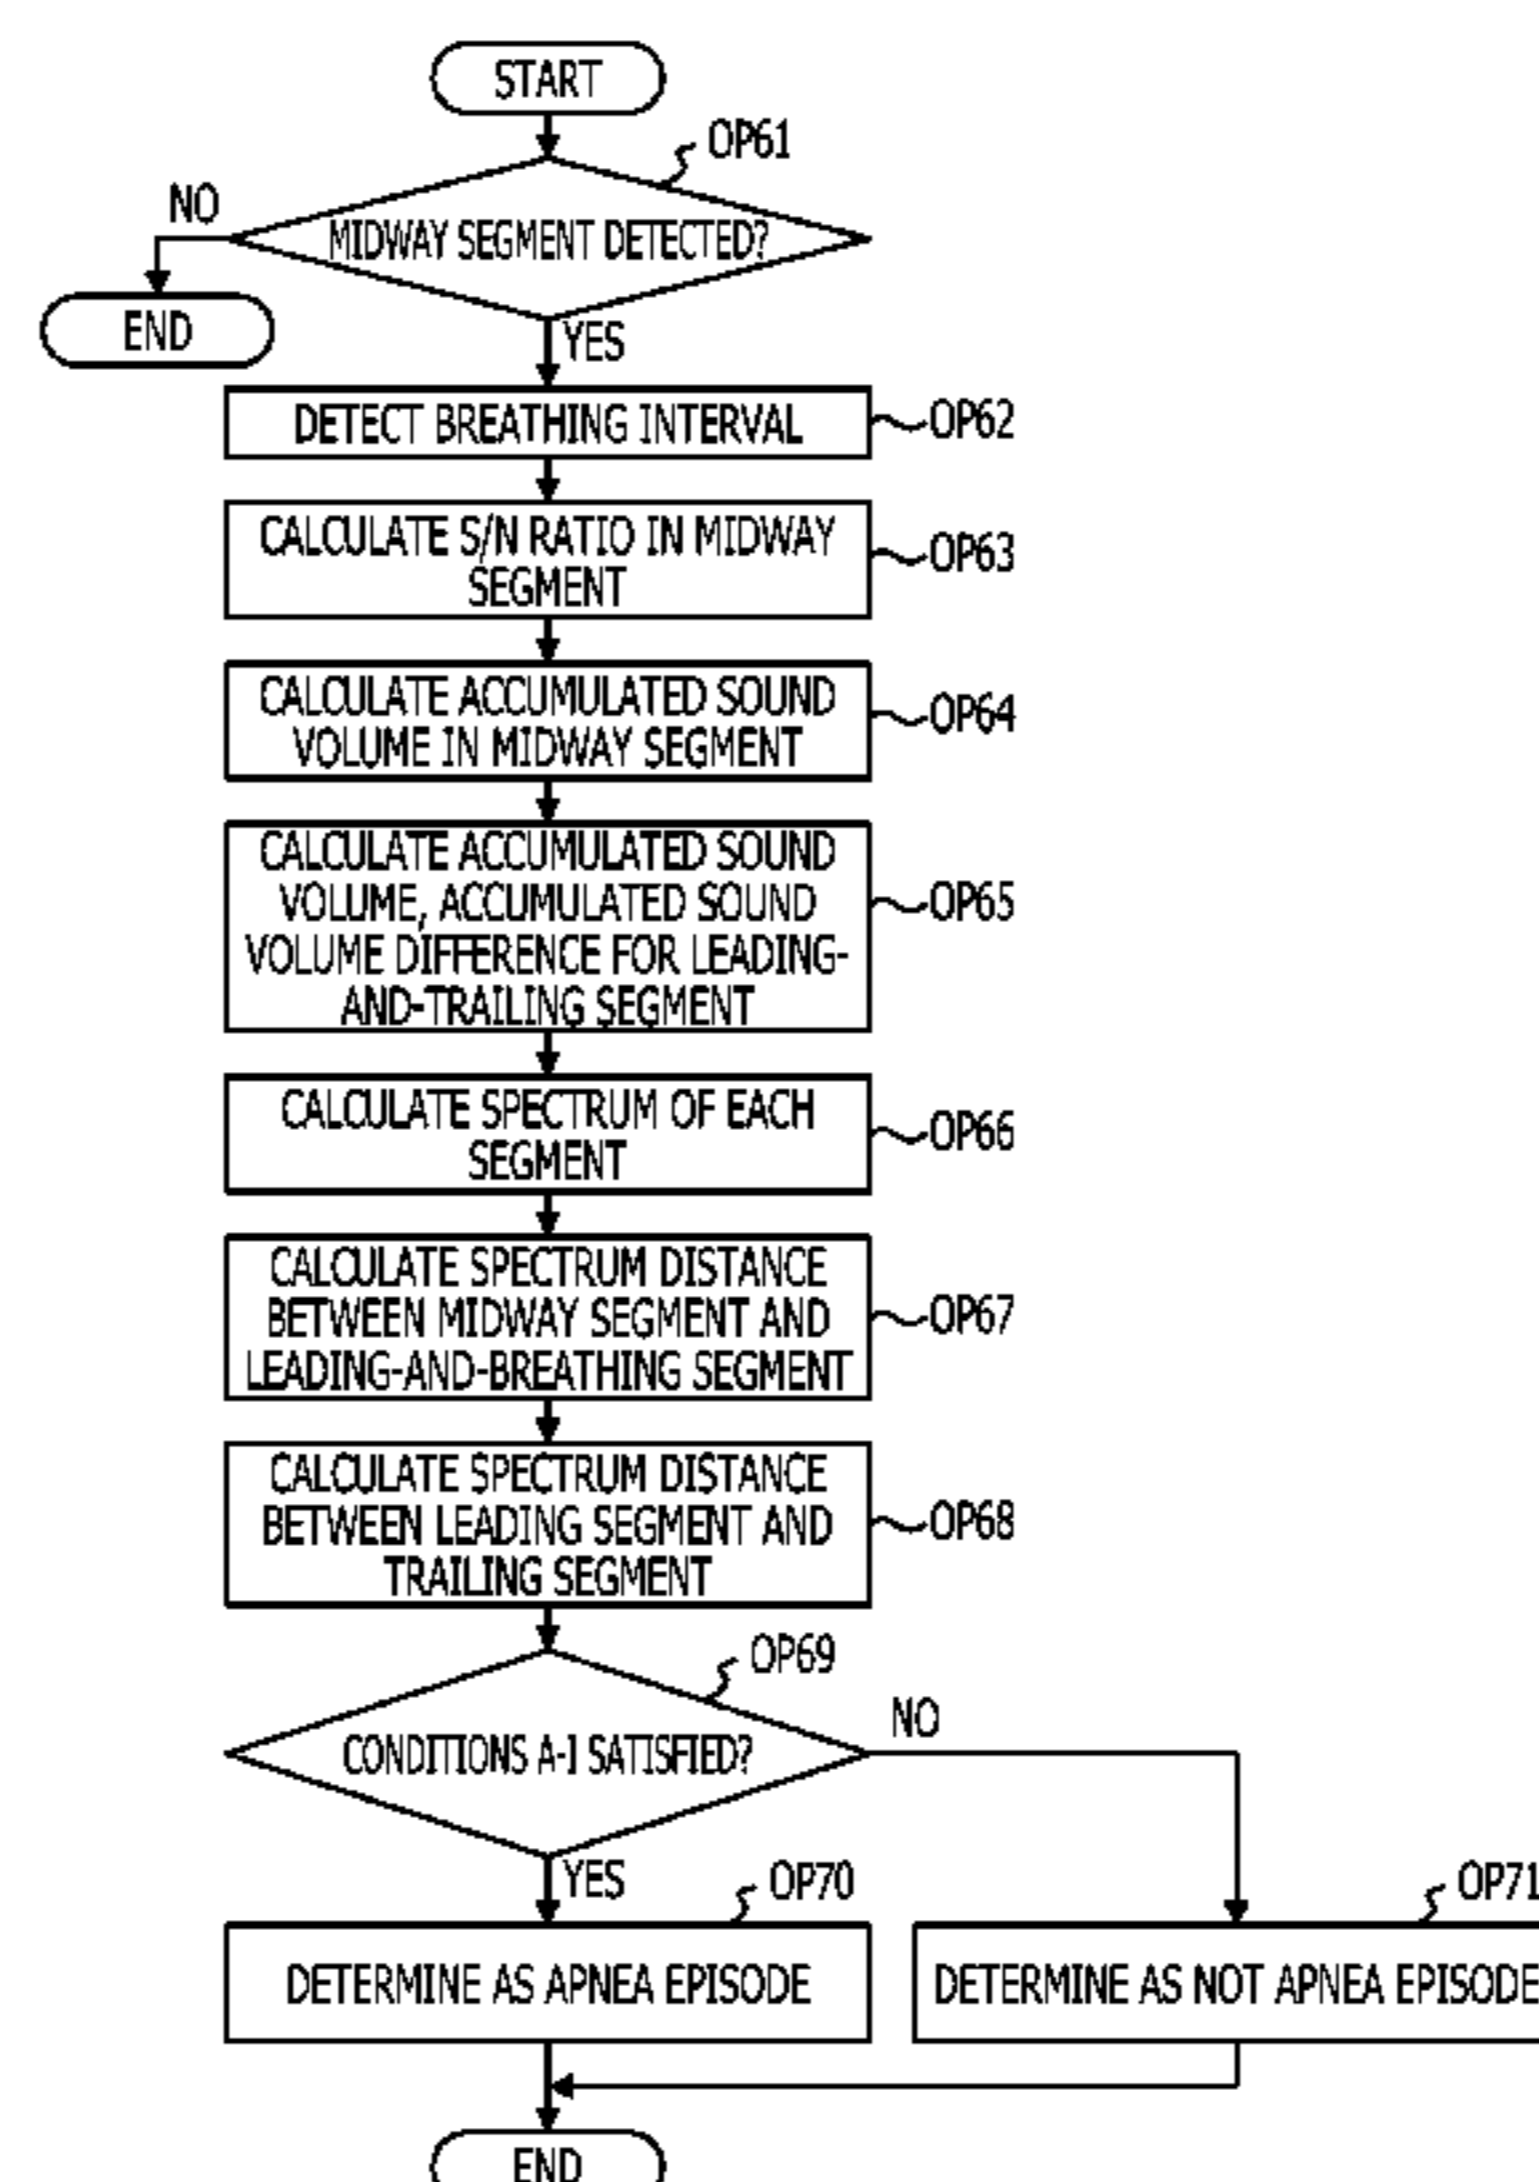 START
OP61
NO
MIDWAY SEGMENT DETECTED?
END
YES
DETECT BREATHING INTERVAL
OP62
CALCULATE S/N RATIO IN MIDWAY
SEGMENT
OP63
CALCULATE ACCUMULATED SOUND
VOLUME IN MIDWAY SEGMENT
OP64
CALCULATE ACCUMULATED SOUND
VOLUME, ACCUMULATED SOUND
VOLUME DIFFERENCE FOR LEADING-
AND-TRAILING SEGMENT
OP65
CALCULATE SPECTRUM OF EACH
SEGMENT
OP66
CALCULATE SPECTRUM DISTANCE
BETWEEN MIDWAY SEGMENT AND
LEADING-AND-BREATHING SEGMENT
OP67
CALCULATE SPECTRUM DISTANCE
BETWEEN LEADING SEGMENT AND
TRAILING SEGMENT
OP68
OP69
NO
CONDITIONS A-I SATISFIED?
YES
OP70
OP71
DETERMINE AS APNEA EPISODE
DETERMINE AS NOT APNEA EPISODE
END